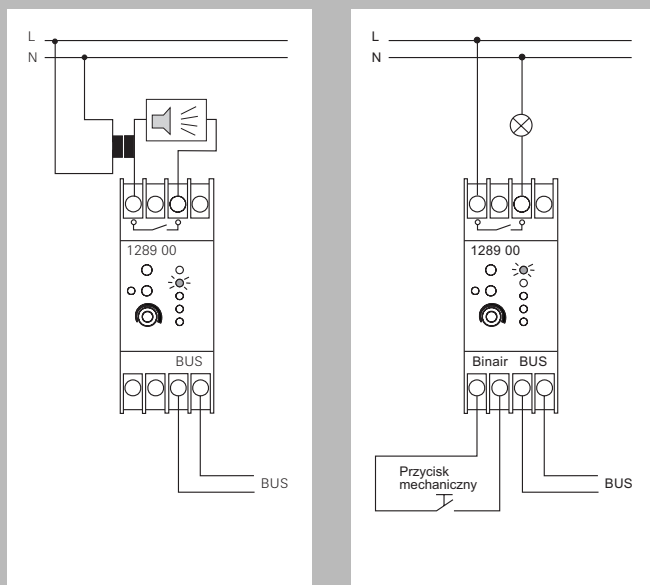 L
N
1289 00
BUS
BUS
L
N
1289 00
Binair BUS
Przycisk
mechaniczny
BUS